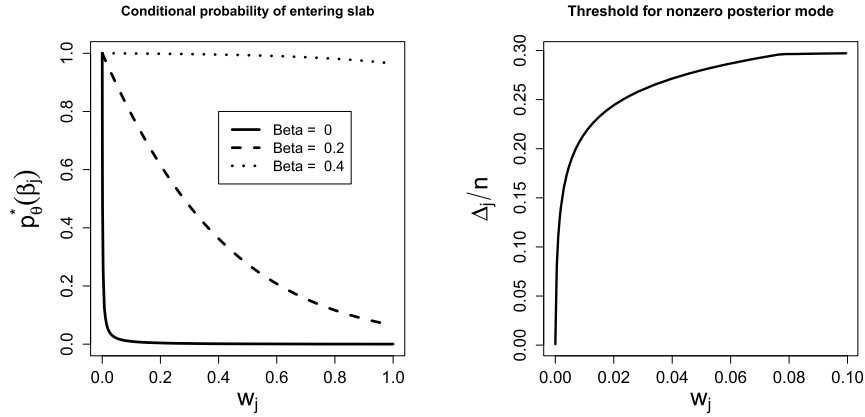 Conditional probability of entering slab
p*θ(βj)
1.0
0.8
0.6
0.4
0.2
0.0
Beta = 0
Beta = 0.2
Beta = 0.4
0.0 0.2 0.4 0.6 0.8 1.0
wj
Threshold for nonzero posterior mode
Δj/n
0.30
0.25
0.20
0.15
0.10
0.05
0.00
0.00 0.02 0.04 0.06 0.08 0.10
wj